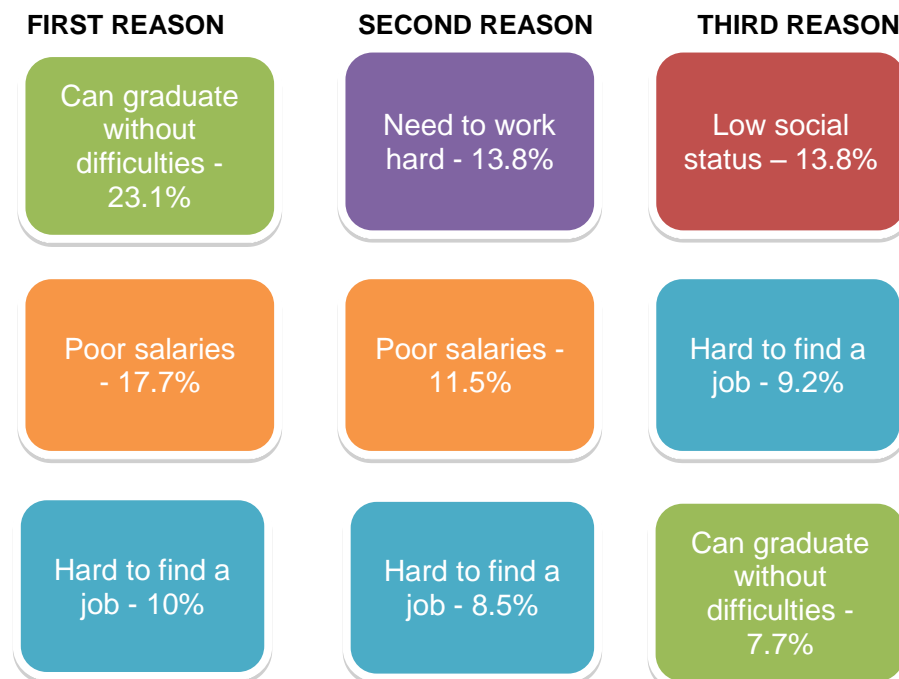 FIRST REASON
SECOND REASON
THIRD REASON
Can graduate
without
difficulties -
23.1%
Need to work
hard - 13.8%
Low social
status – 13.8%
Poor salaries
- 17.7%
Poor salaries -
11.5%
Hard to find a
job - 9.2%
Hard to find a
job - 10%
Hard to find a
job - 8.5%
Can graduate
without
difficulties -
7.7%